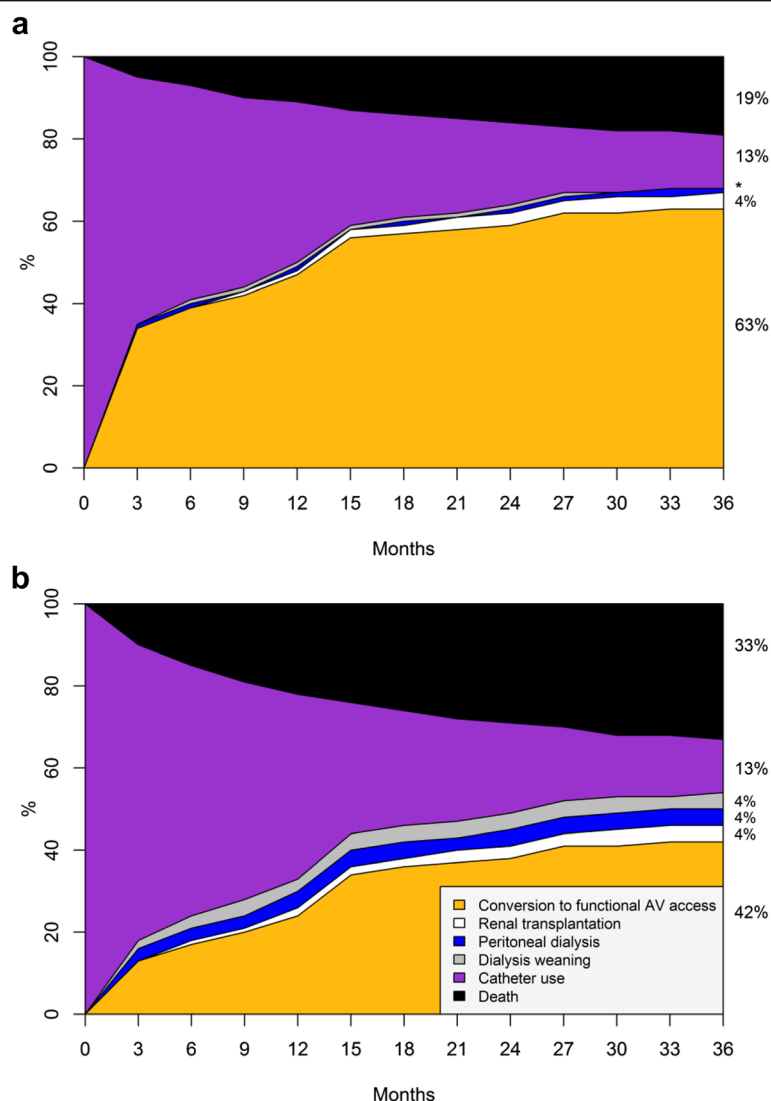 a
100
80
60
40
20
0
%
19%
13%
*
4%
63%
0 3 6 9 12 15 18 21 24 27 30 33 36
Months
b
100
80
60
40
20
0
%
33%
13%
4%
4%
4%
42%
Conversion to functional AV access
Renal transplantation
Peritoneal dialysis
Dialysis weaning
Catheter use
Death
0 3 6 9 12 15 18 21 24 27 30 33 36
Months